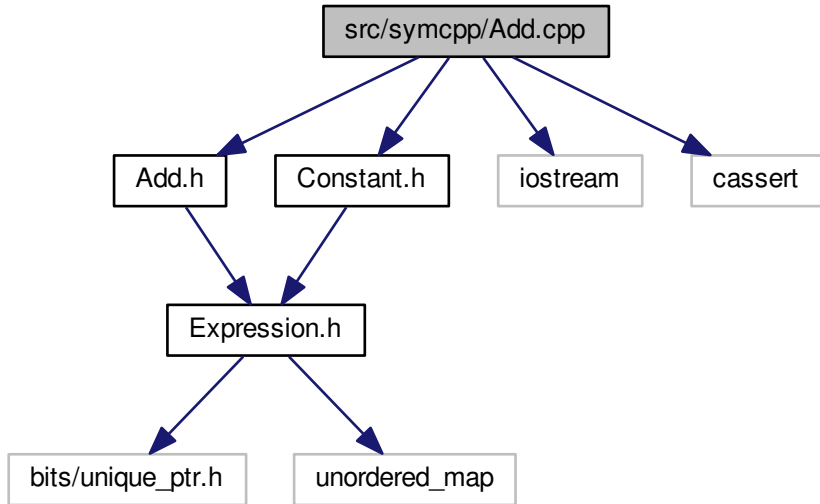 src/symcpp/Add.cpp
Add.h
Constant.h
iostream
cassert
Expression.h
bits/unique_ptr.h
unordered_map